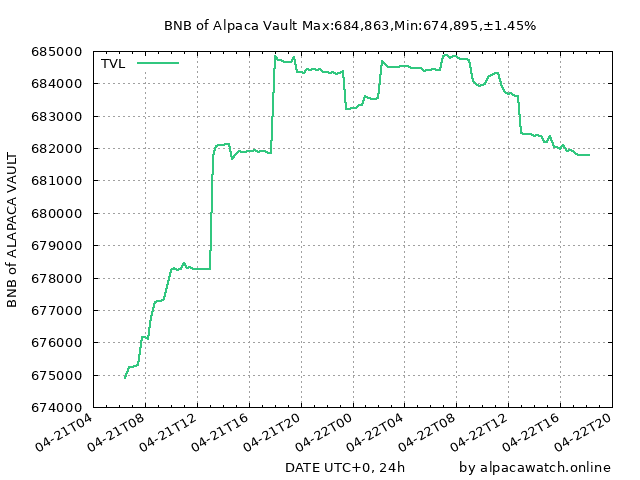 BNB of Alpaca Vault Max:684,863,Min:674,895,±1.45%
685000
TVL
684000
683000
682000
681000
680000
679000
678000
677000
676000
675000
674000
BNB of ALAPACA VAULT
04-21T04
04-21T08
04-21T12
04-21T16
04-21T20
04-22T00
04-22T04
04-22T08
04-22T12
04-22T16
04-22T20
DATE UTC+0, 24h
by alpacawatch.online